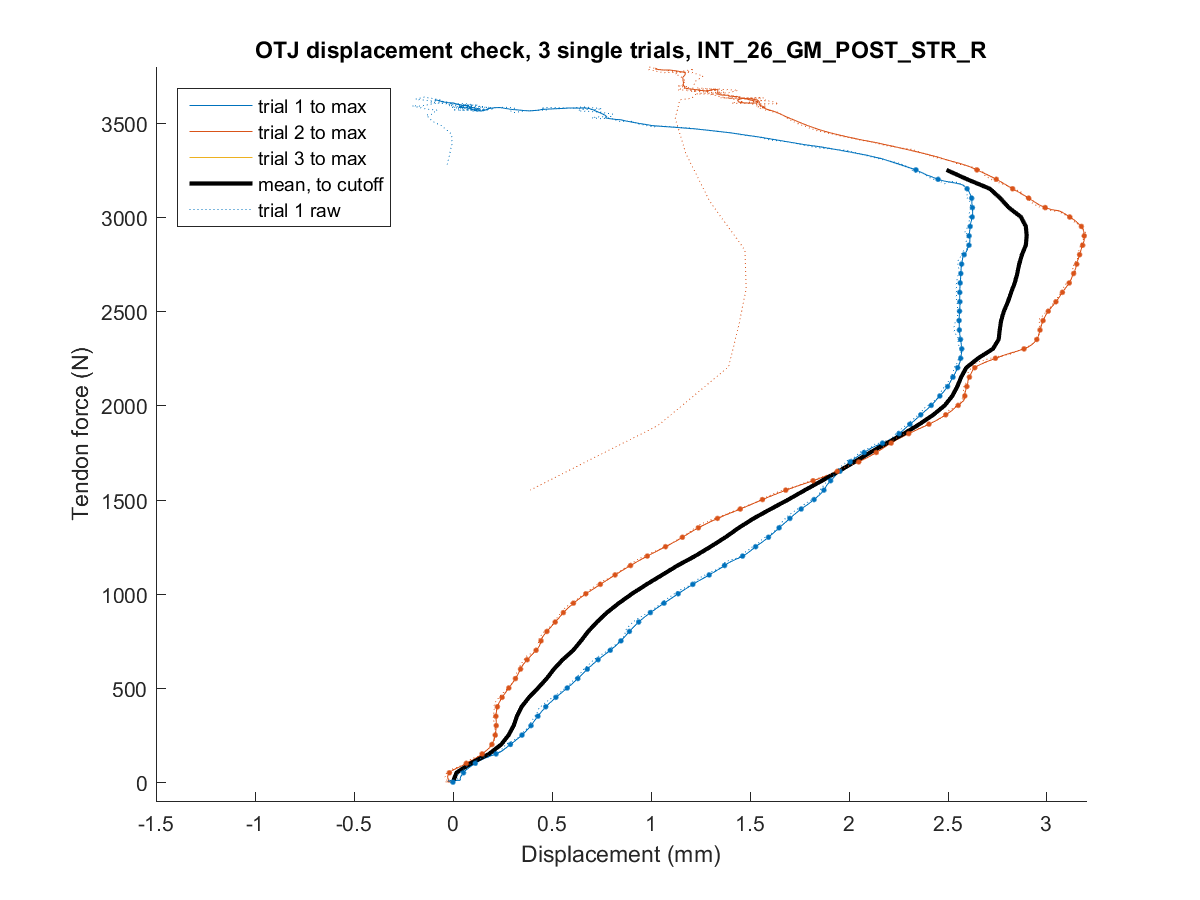 OTJ displacement check, 3 single trials, INT_26_GM_POST_STR_R
trial 1 to max
trial 2 to max
trial 3 to max
mean, to cutoff
trial 1 raw
Tendon force (N)
3500
3000
2500
2000
1500
1000
500
0
-1.5 -1 -0.5 0 0.5 1 1.5 2 2.5 3
Displacement (mm)